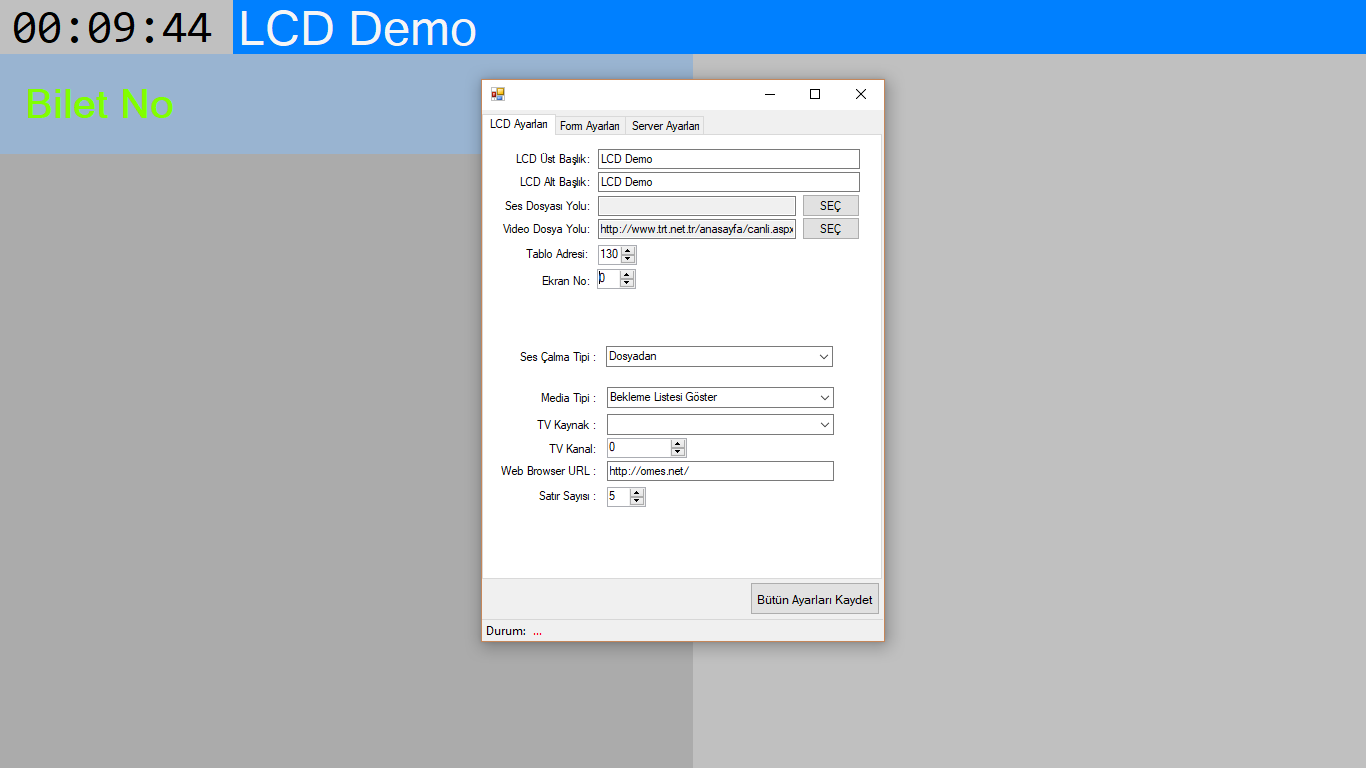 00:09:44 LCD Demo
Bilet No
LCD Ayarları Form Ayarları Server Ayarları
LCD Üst Başlık: LCD Demo
LCD Alt Başlık: LCD Demo
Ses Dosyası Yolu: SEÇ
Video Dosya Yolu: http://www.trt.net.tr/anasayfa/canli.aspx SEÇ
Tablo Adresi: 130
Ekran No: 0
Ses Çalma Tipi : Dosyadan
Media Tipi : Bekleme Listesi Göster
TV Kaynak :
TV Kanal: 0
Web Browser URL : http://omes.net/
Satır Sayısı : 5
Bütün Ayarları Kaydet
Durum: ...